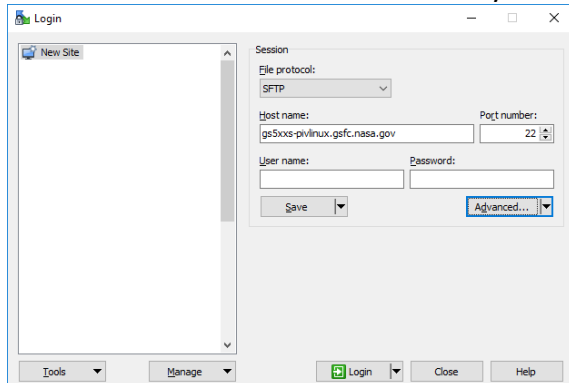 Login
New Site
Session
File protocol:
SFTP
Host name:
Port number:
gs5xxs-pivlinux.gsfc.nasa.gov
22
User name:
Password:
Save
Advanced...
Tools
Manage
Login
Close
Help